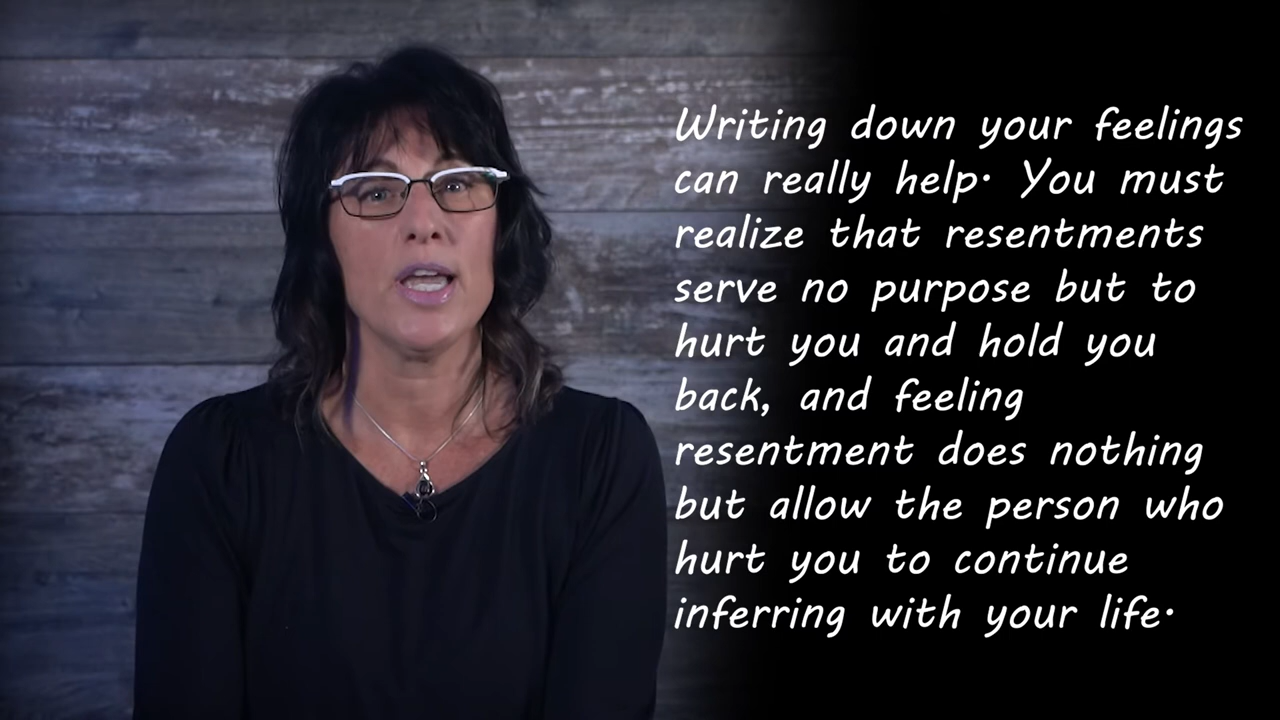 Writing down your feelings
can really help. You must
realize that resentments
serve no purpose but to
hurt you and hold you
back, and feeling
resentment does nothing
but allow the person who
hurt you to continue
inferring with your life.